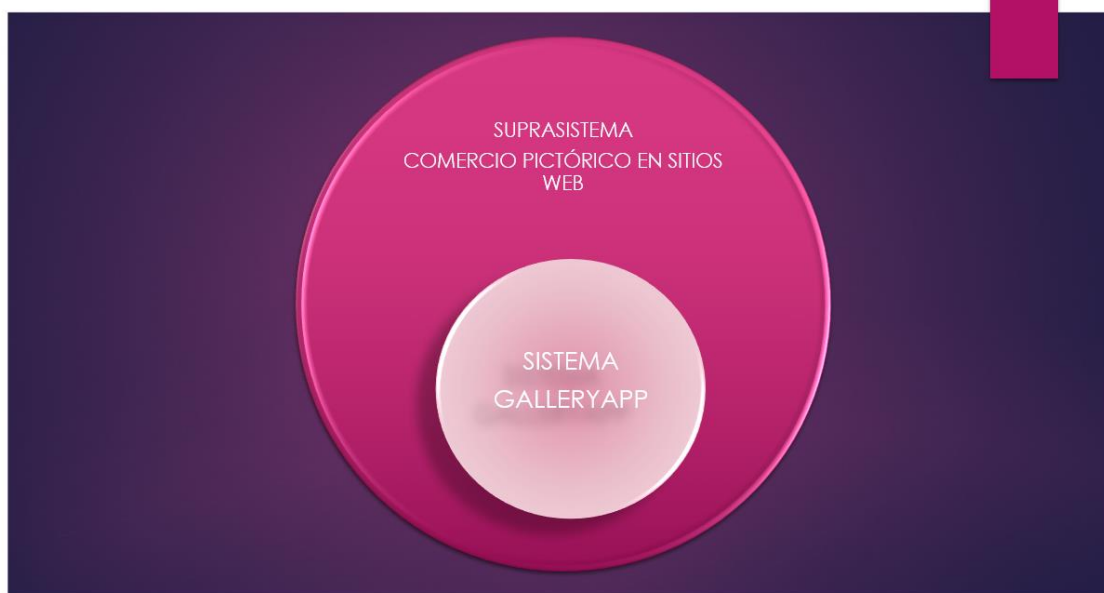 SUPRASISTEMA
COMERCIO PICTÓRICO EN SITIOS
WEB
SISTEMA
GALLERYAPP